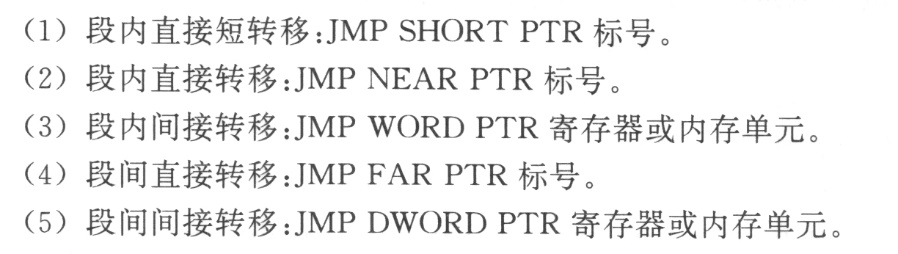 (1) 段内直接短转移:JMP SHORT PTR 标号。
(2) 段内直接转移:JMP NEAR PTR 标号。
(3) 段内间接转移:JMP WORD PTR 寄存器或内存单元。
(4) 段间直接转移:JMP FAR PTR 标号。
(5) 段间间接转移:JMP DWORD PTR 寄存器或内存单元。